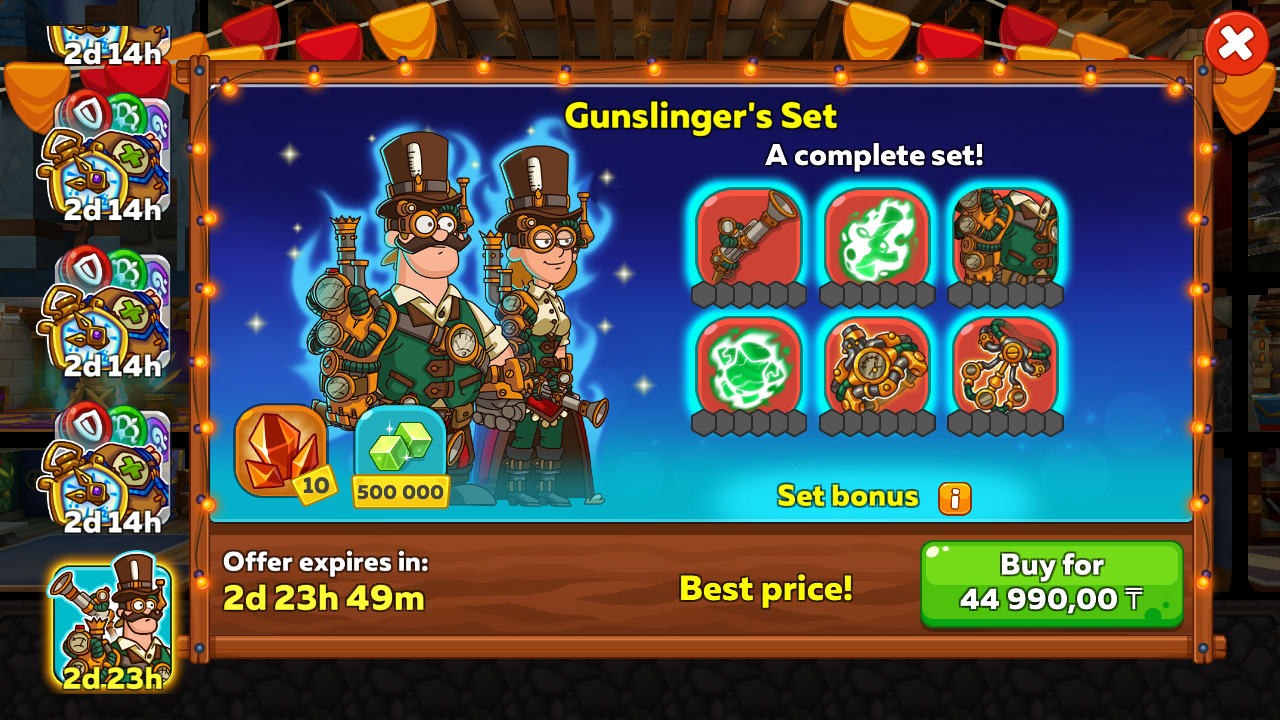 2d 14h
2d 14h
2d 14h
2d 14h
2d 23h
Gunslinger's Set
A complete set!
10
500 000
Set bonus
i
Offer expires in:
2d 23h 49m
Best price!
Buy for
44 990,00 ₸